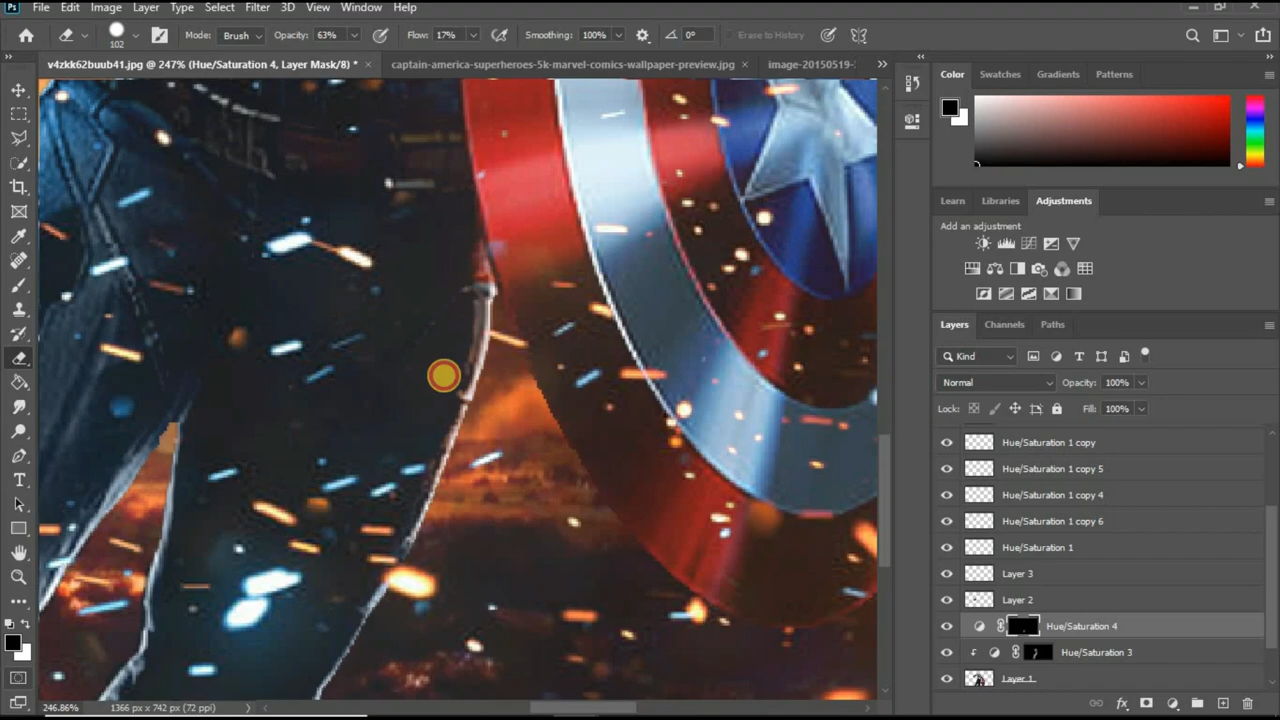 Ps File Edit Image Layer Type Select Filter 3D View Window Help
102 Mode: Brush Opacity: 63% Flow: 17% Smoothing: 100% 0° Erase to History
v4zkk62buub41.jpg @ 247% (Hue/Saturation 4, Layer Mask/8) * × captain-america-superheroes-5k-marvel-comics-wallpaper-preview.jpg × image-20150519-
Color Swatches Gradients Patterns
Learn Libraries Adjustments
Add an adjustment
Layers Channels Paths
Kind
Normal Opacity: 100%
Lock: Fill: 100%
Hue/Saturation 1 copy
Hue/Saturation 1 copy 5
Hue/Saturation 1 copy 4
Hue/Saturation 1 copy 6
Hue/Saturation 1
Layer 3
Layer 2
Hue/Saturation 4
Hue/Saturation 3
Layer 1
246.86% 1366 px x 742 px (72 ppi)
fx